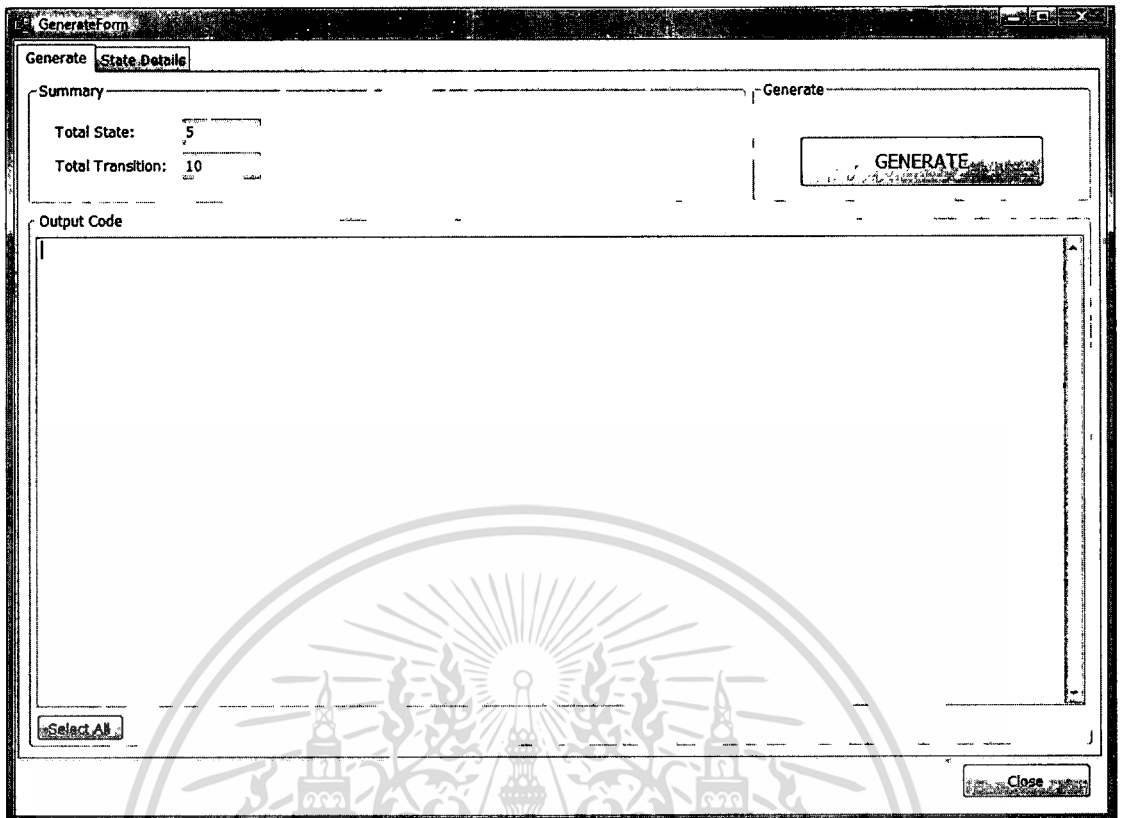 GenerateForm
Generate State Details
Summary
Total State: 5
Total Transition: 10
Generate
GENERATE
Output Code
Select All
Close